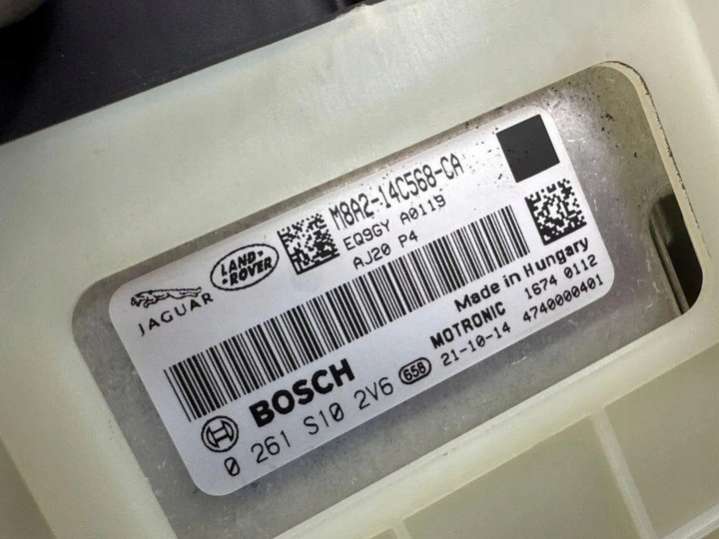 JAGUAR
LAND-
ROVER
M8A2-14C568-CA
EQ9GY A0119
AJ20 P4
Made in Hungary
BOSCH
MOTRONIC 1674 0112
0 261 S10 2V6 658 21-10-14 4740000401